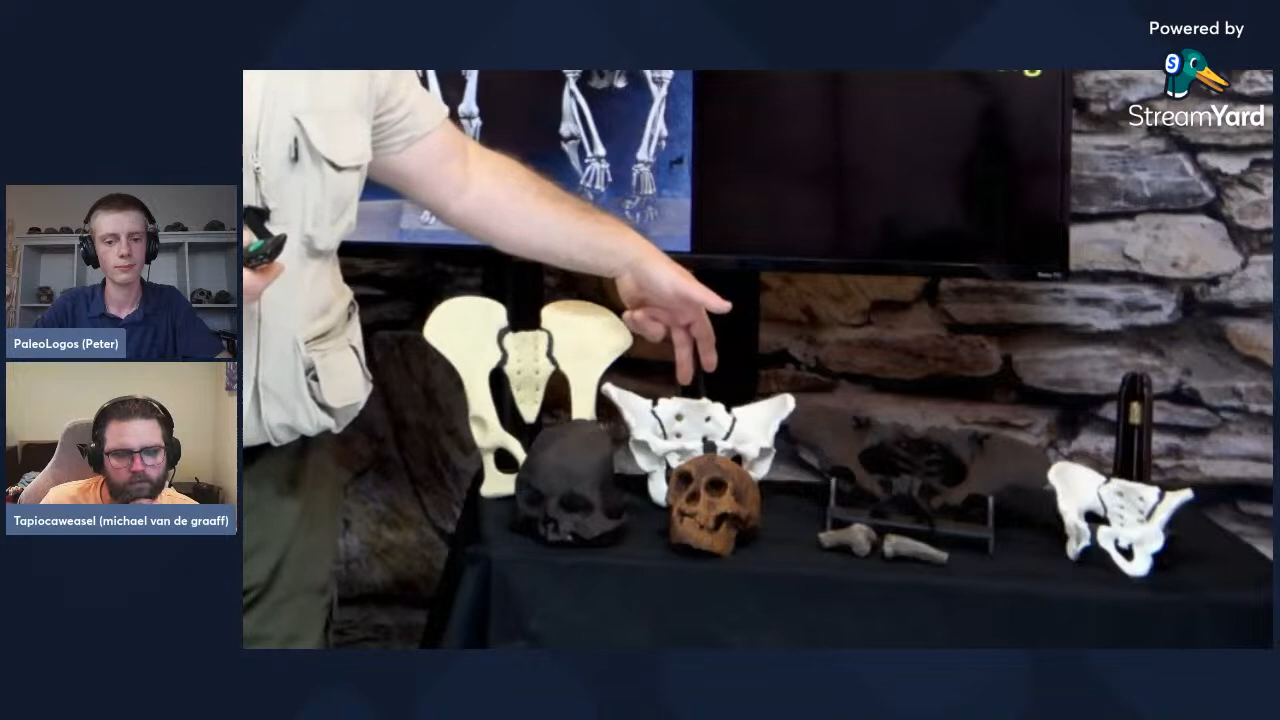 Powered by
StreamYard
PaleoLogos (Peter)
Tapiocaweasel (michael van de graaff)